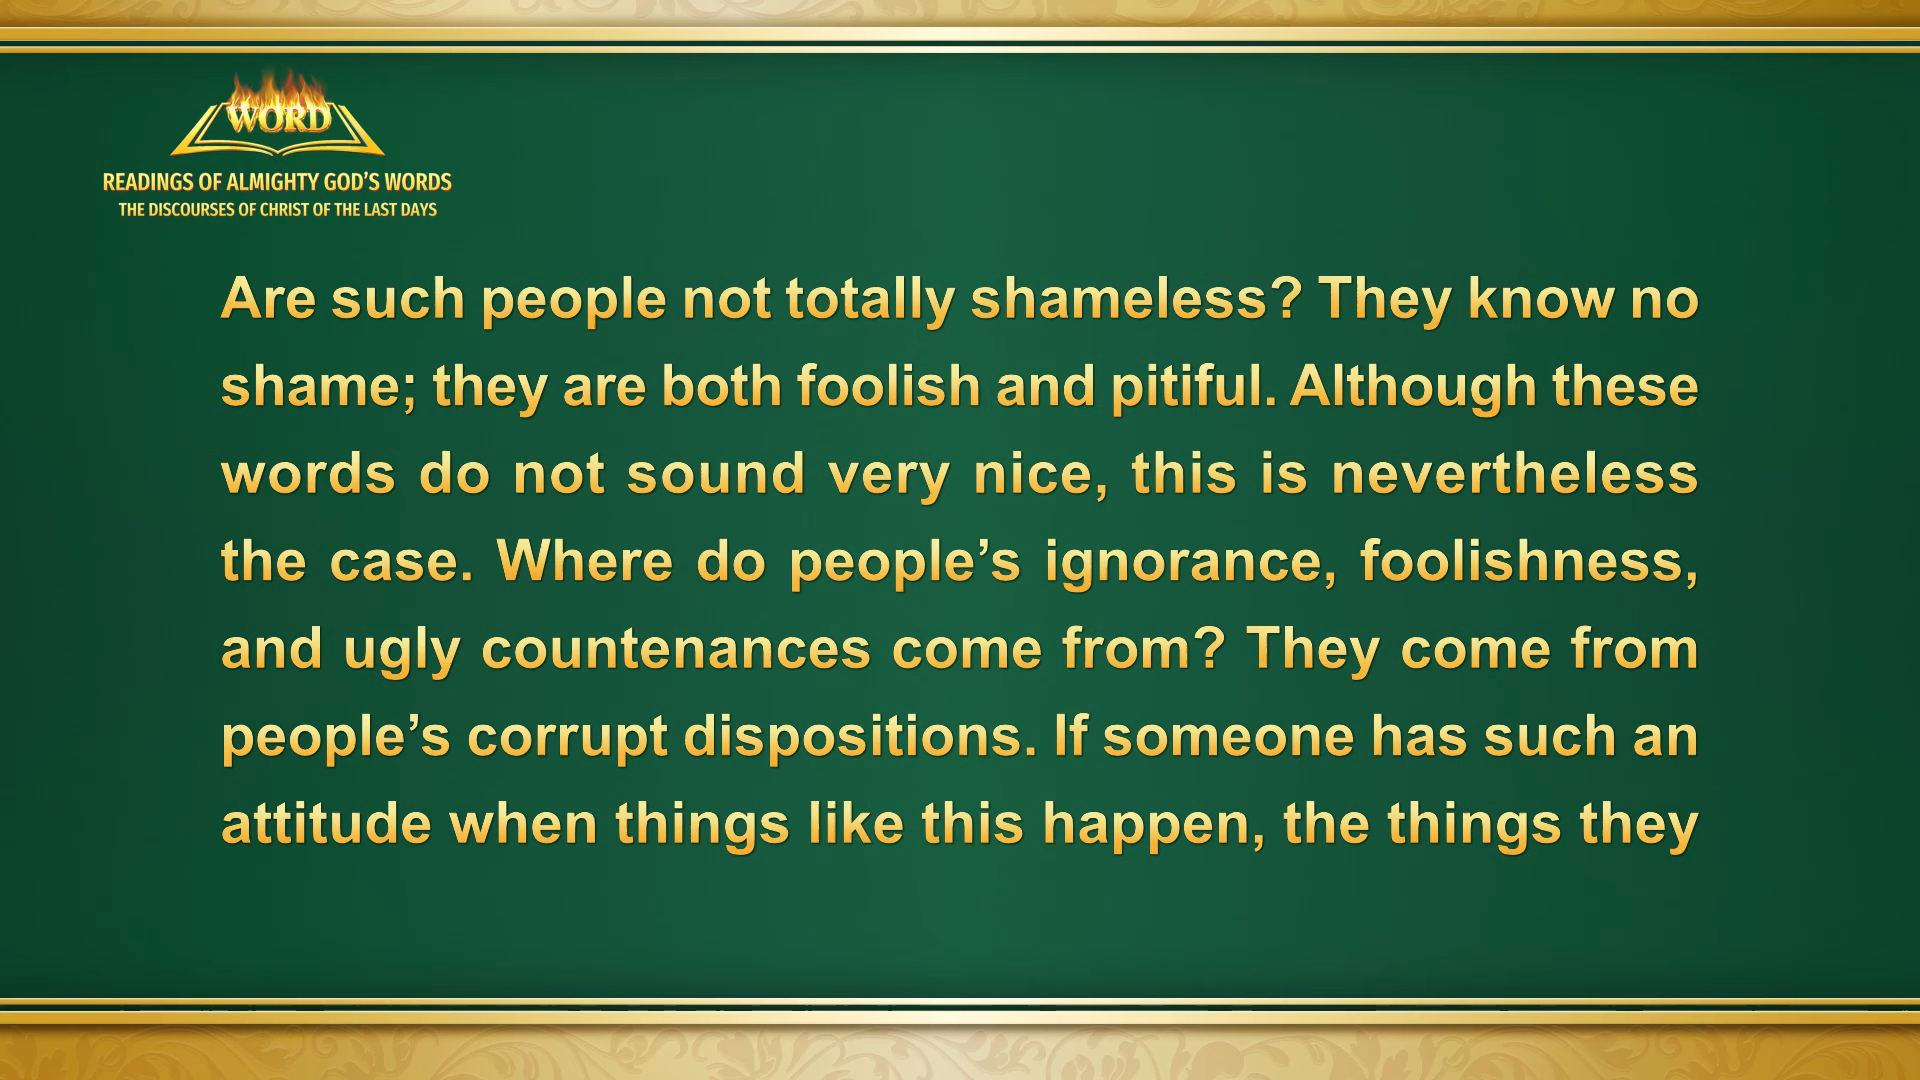 WORD
READINGS OF ALMIGHTY GOD’S WORDS
THE DISCOURSES OF CHRIST OF THE LAST DAYS
Are such people not totally shameless? They know no
shame; they are both foolish and pitiful. Although these
words do not sound very nice, this is nevertheless
the case. Where do people’s ignorance, foolishness,
and ugly countenances come from? They come from
people’s corrupt dispositions. If someone has such an
attitude when things like this happen, the things they